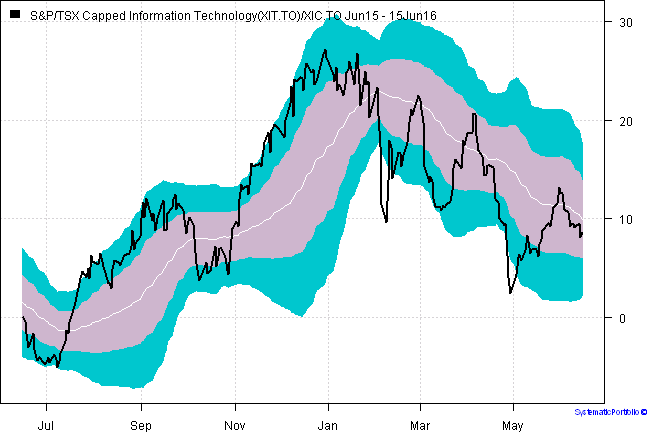 S&P/TSX Capped Information Technology(XIT.TO)/XIC.TO Jun15 - 15Jun16
30
20
10
0
Jul Sep Nov Jan Mar May
SystematicPortfolio ©